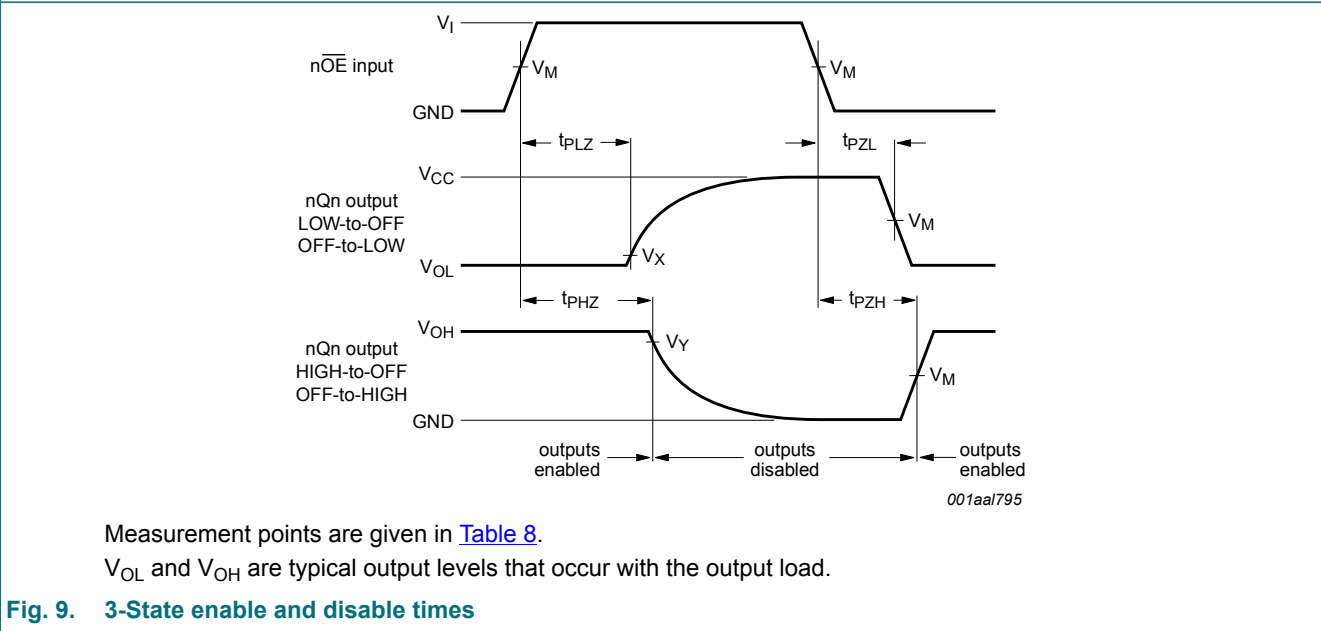 V_I
nO̅E̅ input
V_M
V_M
GND
t_PLZ
t_PZL
V_CC
nQn output
LOW-to-OFF
OFF-to-LOW
V_M
V_X
V_OL
t_PHZ
t_PZH
V_OH
nQn output
HIGH-to-OFF
OFF-to-HIGH
V_Y
V_M
GND
outputs
enabled
outputs
disabled
outputs
enabled
001aal795
Measurement points are given in Table 8.
V_OL and V_OH are typical output levels that occur with the output load.
Fig. 9. 3-State enable and disable times